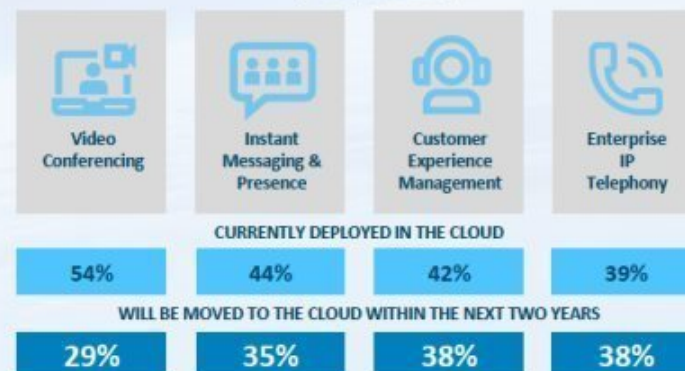 Video
Conferencing
Instant
Messaging &
Presence
Customer
Experience
Management
Enterprise
IP
Telephony
CURRENTLY DEPLOYED IN THE CLOUD
54% 44% 42% 39%
WILL BE MOVED TO THE CLOUD WITHIN THE NEXT TWO YEARS
29% 35% 38% 38%